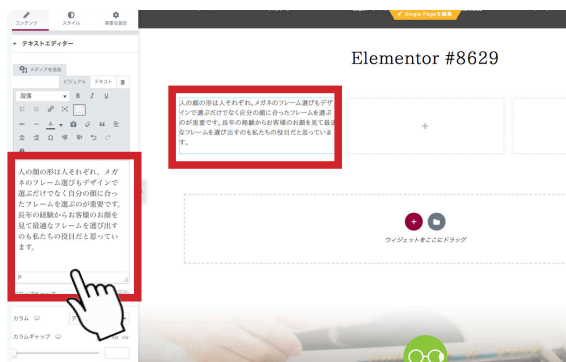 コンテンツ
スタイル
高度な設定
Single Pageを編集
テキストエディター
Elementor #8629
メディアを追加
ビジュアル
テキスト
段落
B I U
人の顔の形は人それぞれ。メガ
ネのフレーム選びもデザインで
選ぶだけでなく自分の顔に合っ
たフレームを選ぶのが重要です。
長年の経験からお客様のお顔を
見て最適なフレームを選び出す
のも私たちの役目だと思ってい
ます。
P
人の顔の形は人それぞれ。メガネのフレーム選びもデザ
インで選ぶだけでなく自分の顔に合ったフレームを選ぶ
のが重要です。長年の経験からお客様のお顔を見て最適
なフレームを選び出すのも私たちの役目だと思っていま
す。
ウィジェットをここにドラッグ
カラム
カラムギャップ
VW